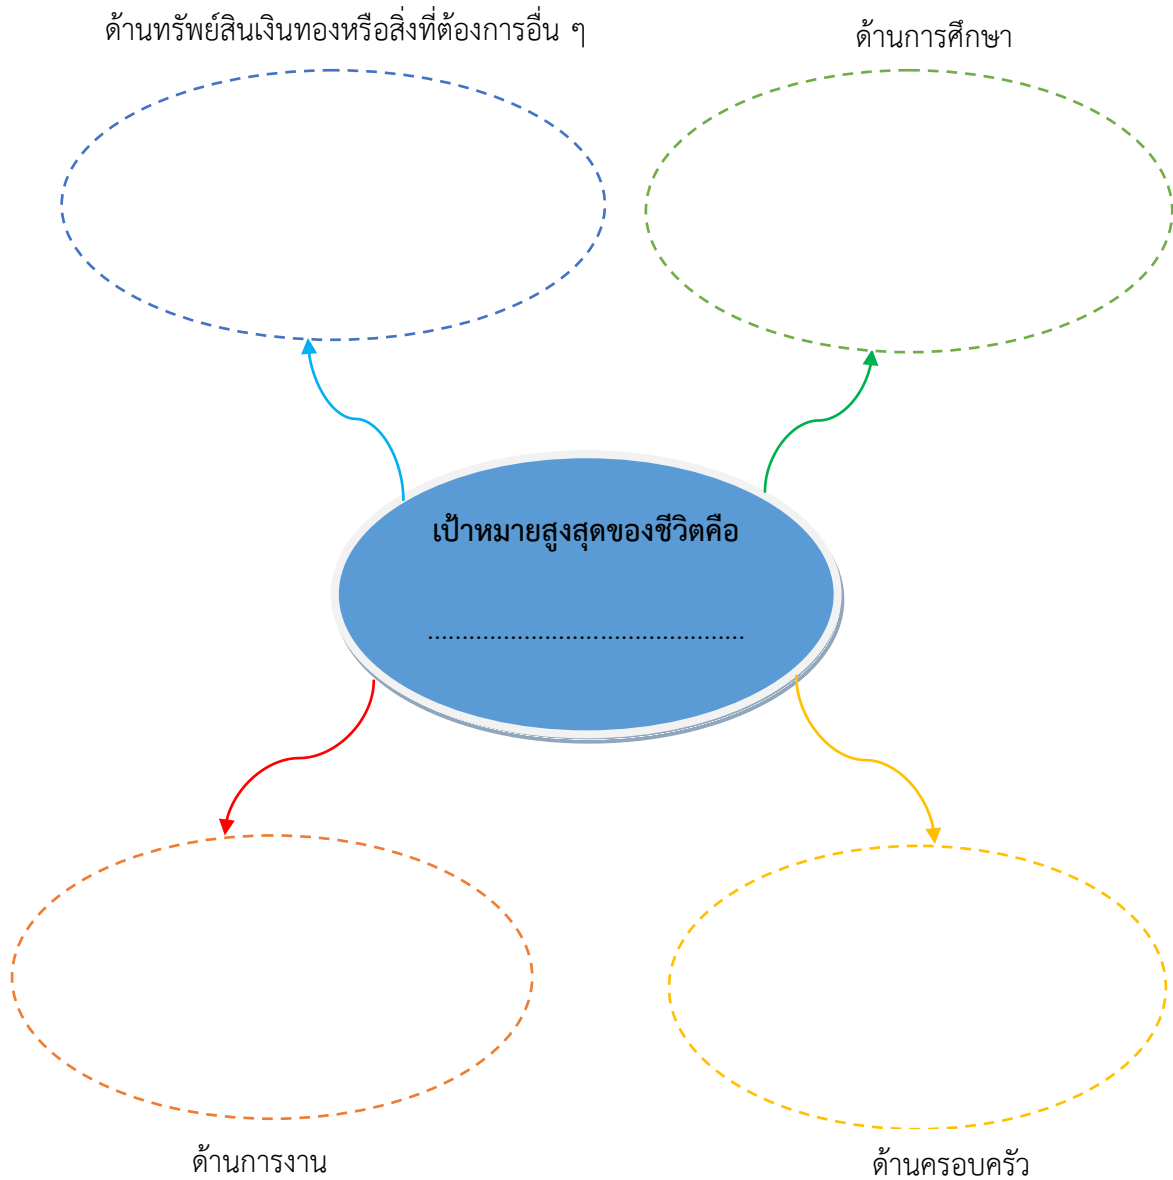 ด้านทรัพย์สินเงินทองหรือสิ่งที่ต้องการอื่น ๆ
ด้านการศึกษา
เป้าหมายสูงสุดของชีวิตคือ
..............................................
ด้านการงาน
ด้านครอบครัว